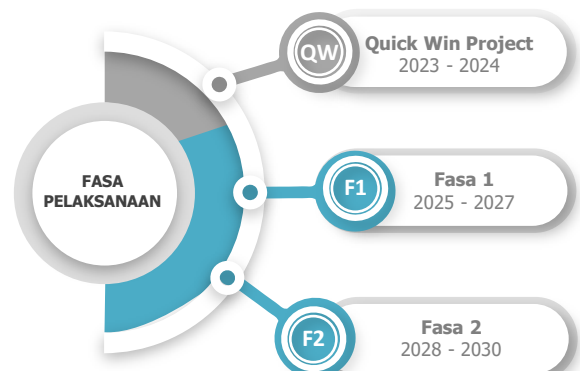 QW
Quick Win Project
2023 - 2024
FASA
PELAKSANAAN
F1
Fasa 1
2025 - 2027
F2
Fasa 2
2028 - 2030